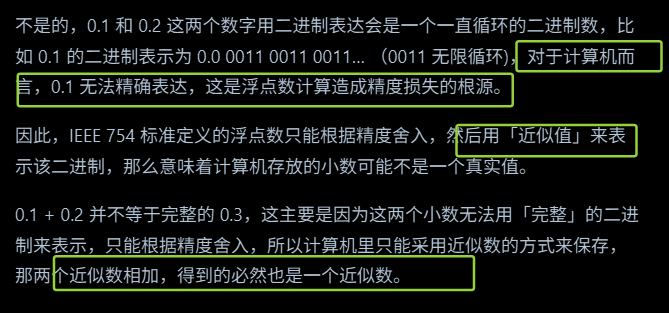 不是的，0.1 和 0.2 这两个数字用二进制表达会是一个一直循环的二进制数，比
如 0.1 的二进制表示为 0.0 0011 0011 0011… （0011 无限循环)，对于计算机而
言，0.1 无法精确表达，这是浮点数计算造成精度损失的根源。
因此，IEEE 754 标准定义的浮点数只能根据精度舍入，然后用「近似值」来表
示该二进制，那么意味着计算机存放的小数可能不是一个真实值。
0.1 + 0.2 并不等于完整的 0.3，这主要是因为这两个小数无法用「完整」的二进
制来表示，只能根据精度舍入，所以计算机里只能采用近似数的方式来保存，
那两个近似数相加，得到的必然也是一个近似数。